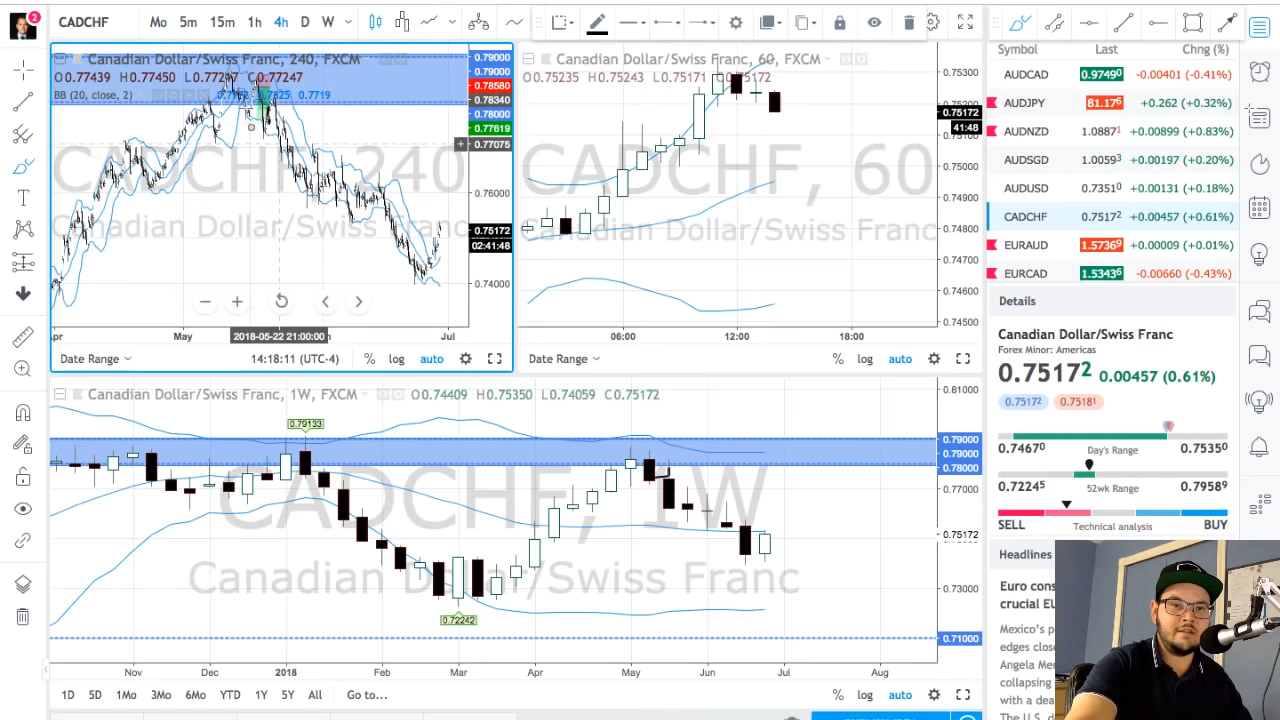 2
CADCHF
Mo 5m 15m 1h 4h D W
Canadian Dollar/Swiss Franc, 240, FXCM
H0.77450
BB (20, close, 2)
0.7719
CADCHF, 240
Canadian Dollar/Swiss Franc
0.79000
0.79000
0.78580
0.78340
0.78000
0.77619
0.77075
0.76000
0.75172
02:41:48
0.74000
May
2018-05-22 21:00:00
Jul
Date Range
14:18:11 (UTC-4)
% log auto
Canadian Dollar/Swiss Franc, 60, FXCM
O0.75235 H0.75243 L0.75171 C0.75172
CADCHF, 60
Canadian Dollar/Swiss Franc
0.75300
0.75172
41:48
0.75000
0.74900
0.74800
0.74700
0.74600
0.74500
06:00 12:00 18:00
Date Range
% log auto
Canadian Dollar/Swiss Franc, 1W, FXCM
O0.74409 H0.75350 L0.74059 C0.75172
0.79133
0.72242
CADCHF, 1W
Canadian Dollar/Swiss Franc
0.81000
0.79000
0.78000
0.77000
0.75172
0.73000
0.71000
Nov Dec 2018 Feb Mar Apr May Jun Jul Aug
1D 5D 1Mo 3Mo 6Mo YTD 1Y 5Y All Go to...
% log auto
Symbol Last Chg (%)
AUDCAD 0.97490 -0.00401 (-0.41%)
AUDJPY 81.176 +0.262 (+0.32%)
AUDNZD 1.08871 +0.00899 (+0.83%)
AUDSGD 1.00593 +0.00197 (+0.20%)
AUDUSD 0.73510 +0.00131 (+0.18%)
CADCHF 0.75172 +0.00457 (+0.61%)
EURAUD 1.57369 +0.00009 (+0.01%)
EURCAD 1.53436 -0.00660 (-0.43%)
Details
Canadian Dollar/Swiss Franc
Forex Minor: Americas
0.75172 0.00457 (0.61%)
0.75172 0.75181
0.74670 Day's Range 0.75350
0.72245 52wk Range 0.79589
SELL Technical analysis BUY
Headlines
Euro cons
crucial EU
Mexico's p
edges close
Angela Mer
collapsing
with a dea
The U.S. d